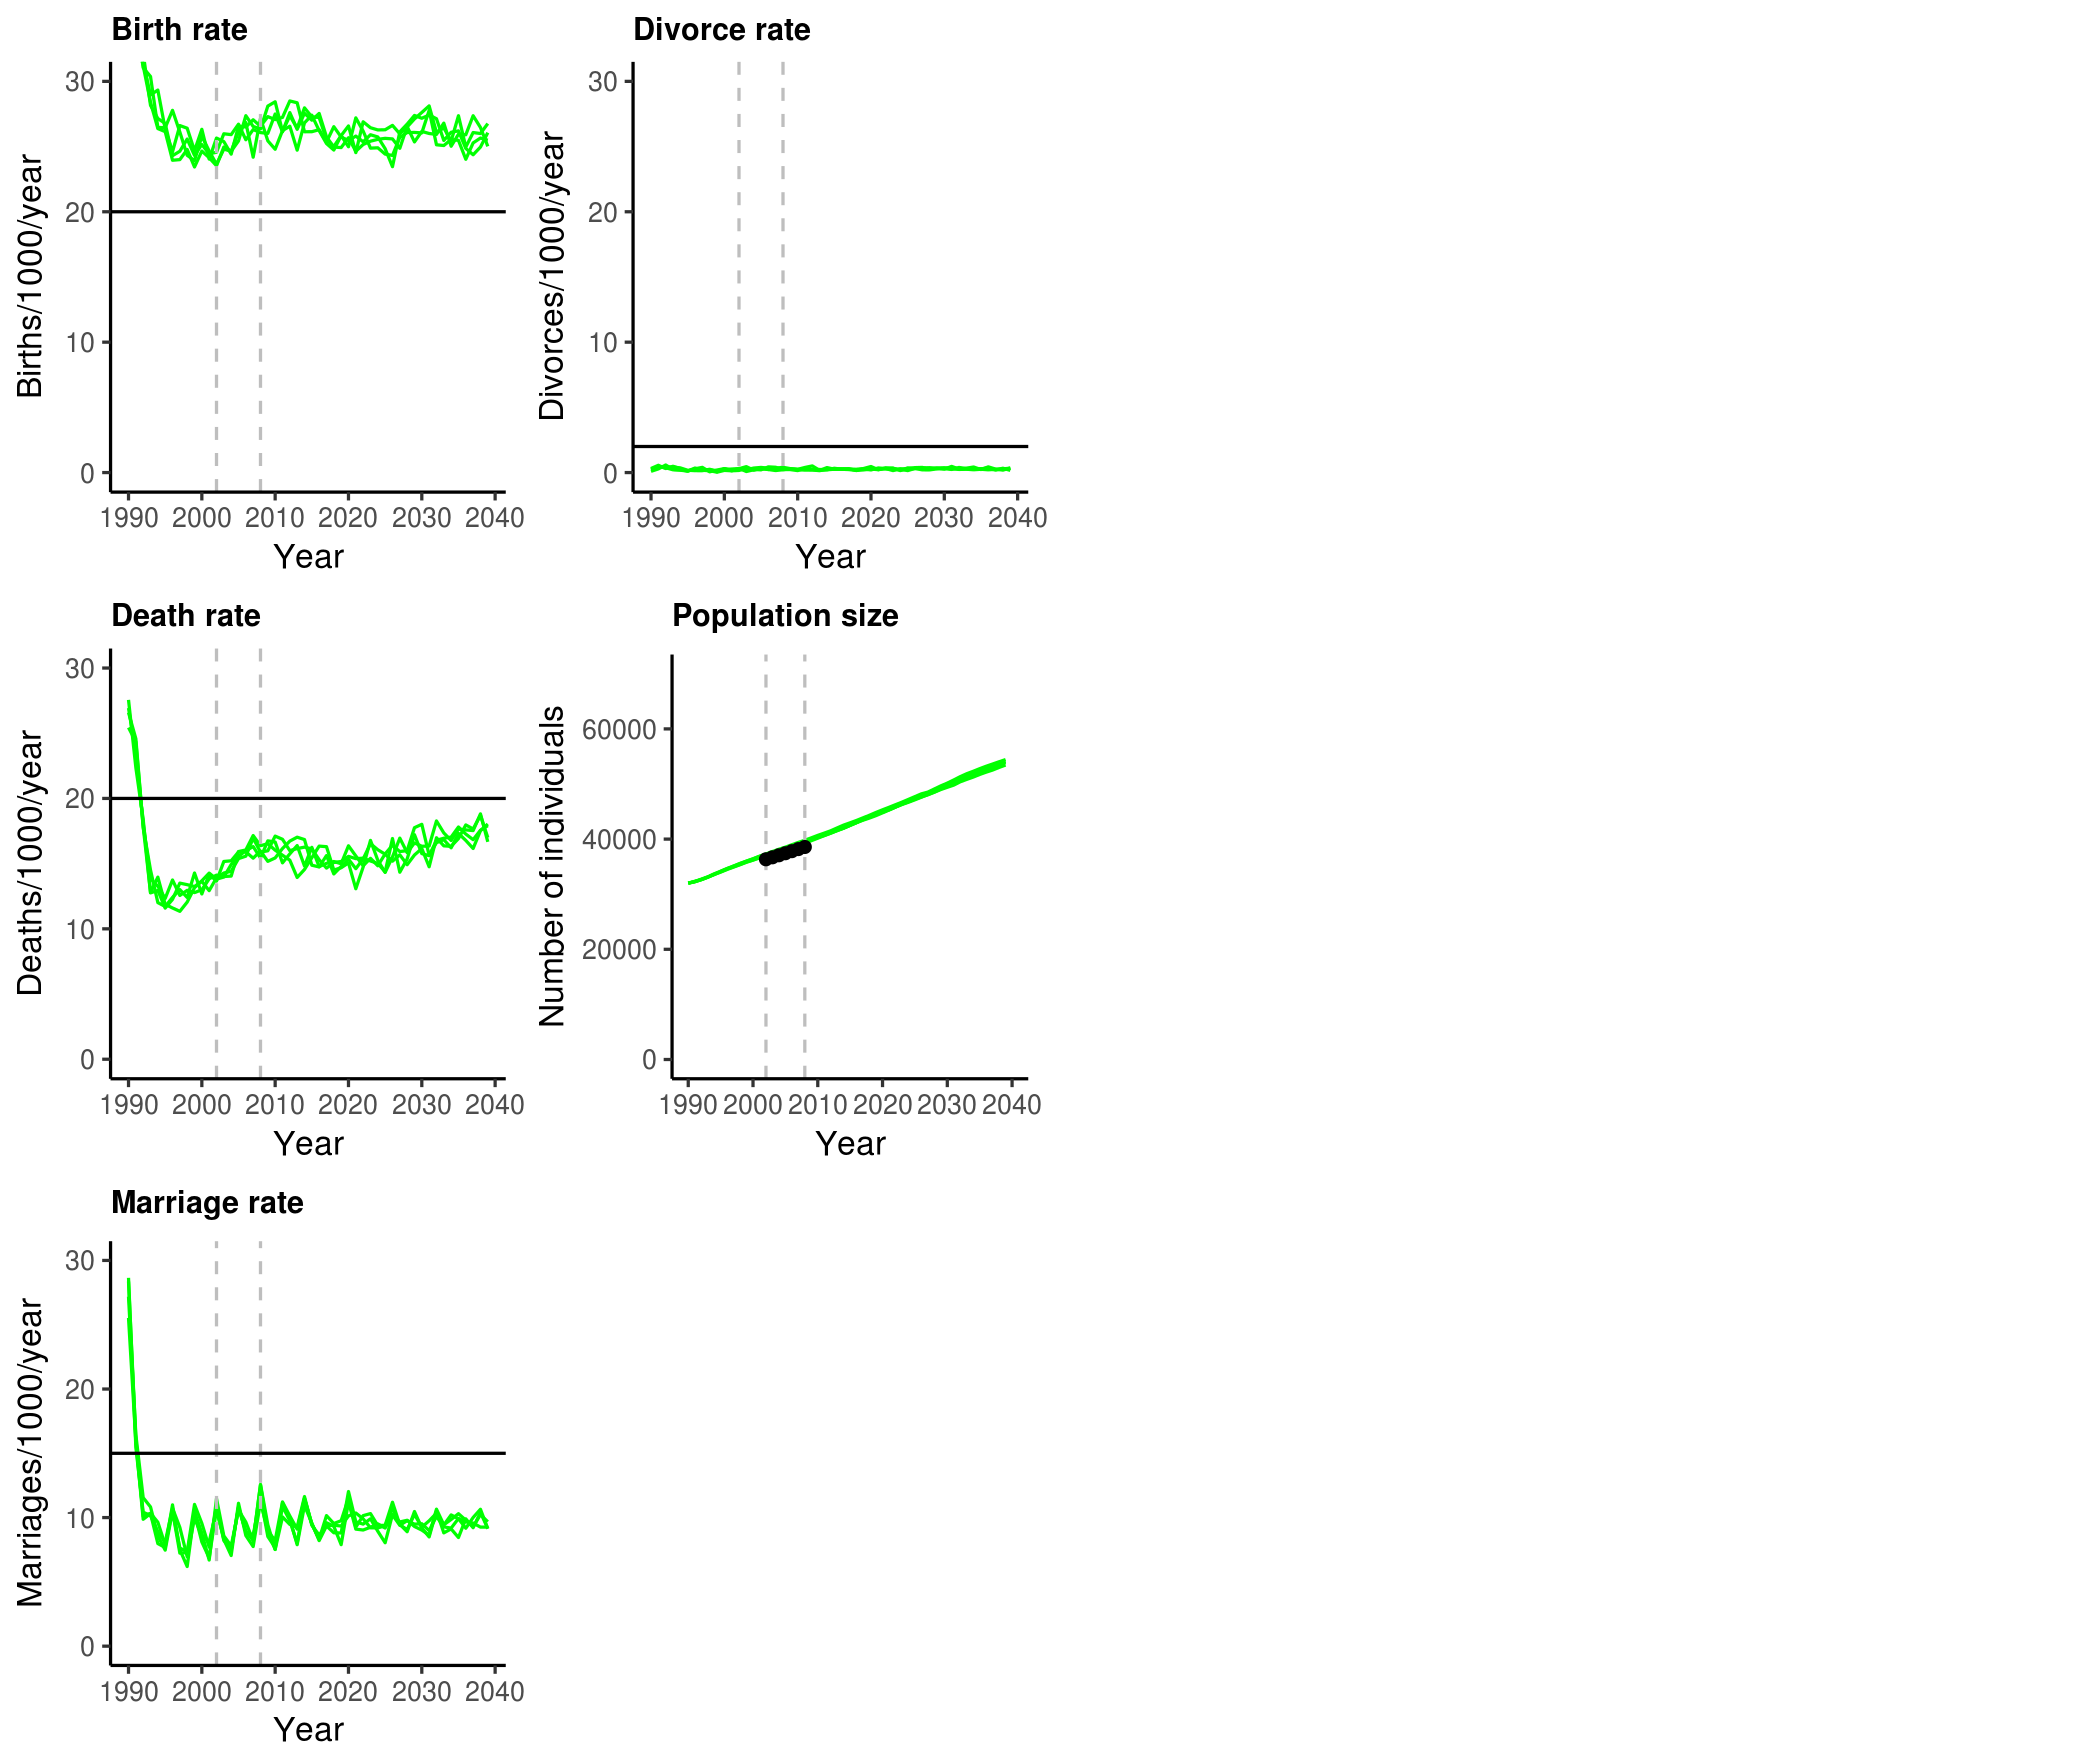 Birth rate
Births/1000/year
30
20
10
0
1990 2000 2010 2020 2030 2040
Year
Divorce rate
Divorces/1000/year
30
20
10
0
1990 2000 2010 2020 2030 2040
Year
Death rate
Deaths/1000/year
30
20
10
0
1990 2000 2010 2020 2030 2040
Year
Population size
Number of individuals
60000
40000
20000
0
1990 2000 2010 2020 2030 2040
Year
Marriage rate
Marriages/1000/year
30
20
10
0
1990 2000 2010 2020 2030 2040
Year